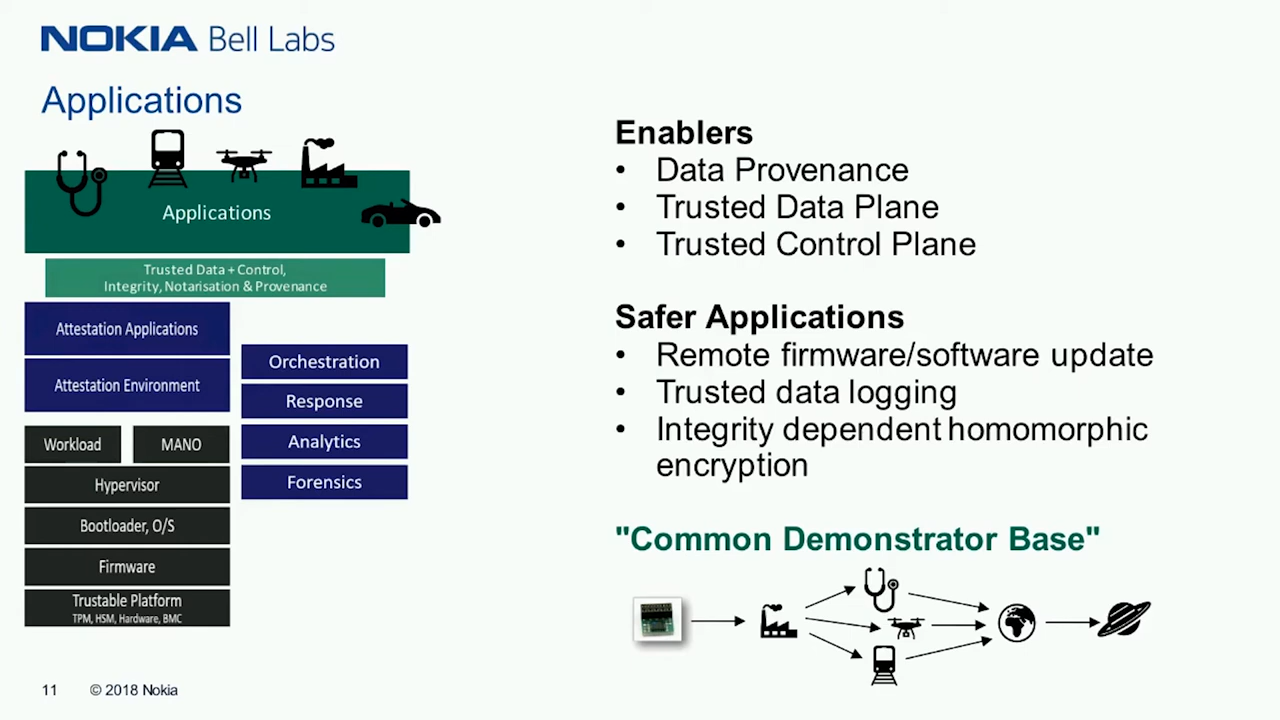 NOKIA Bell Labs
Applications
Applications
Trusted Data + Control,
Integrity, Notarisation & Provenance
Attestation Applications
Attestation Environment
Workload
MANO
Hypervisor
Bootloader, O/S
Firmware
Trustable Platform
TPM, HSM, Hardware, BMC
Orchestration
Response
Analytics
Forensics
Enablers
• Data Provenance
• Trusted Data Plane
• Trusted Control Plane
Safer Applications
• Remote firmware/software update
• Trusted data logging
• Integrity dependent homomorphic
encryption
"Common Demonstrator Base"
11 © 2018 Nokia